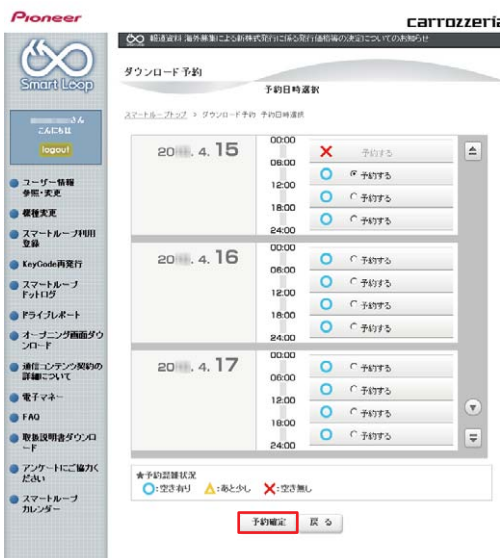 Pioneer
carrozzeria
報道資料 海外募集による新株式発行に係る発行価格等の決定についてのお知らせ
Smart Loop
ダウンロード予約
予約日時選択
スマートループトップ > ダウンロード予約 予約日時選択
さん
こんにちは
logout
ユーザー情報
参照・変更
機種変更
スマートループ利用
登録
KeyCode再発行
スマートループ
ドットログ
ドライブレポート
オープニング画面ダウ
ンロード
通信コンテンツ契約の
詳細について
電子マネー
FAQ
取扱説明書ダウンロ
ード
アンケートにご協力く
ださい
スマートループ
カレンダー
20 . 4. 15
00:00
予約する
06:00
予約する
12:00
予約する
18:00
予約する
24:00
20 . 4. 16
00:00
予約する
06:00
予約する
12:00
予約する
18:00
予約する
24:00
20 . 4. 17
00:00
予約する
06:00
予約する
12:00
予約する
18:00
予約する
24:00
★予約混雑状況
:空き有り :あと少し :空き無し
予約確定 戻る